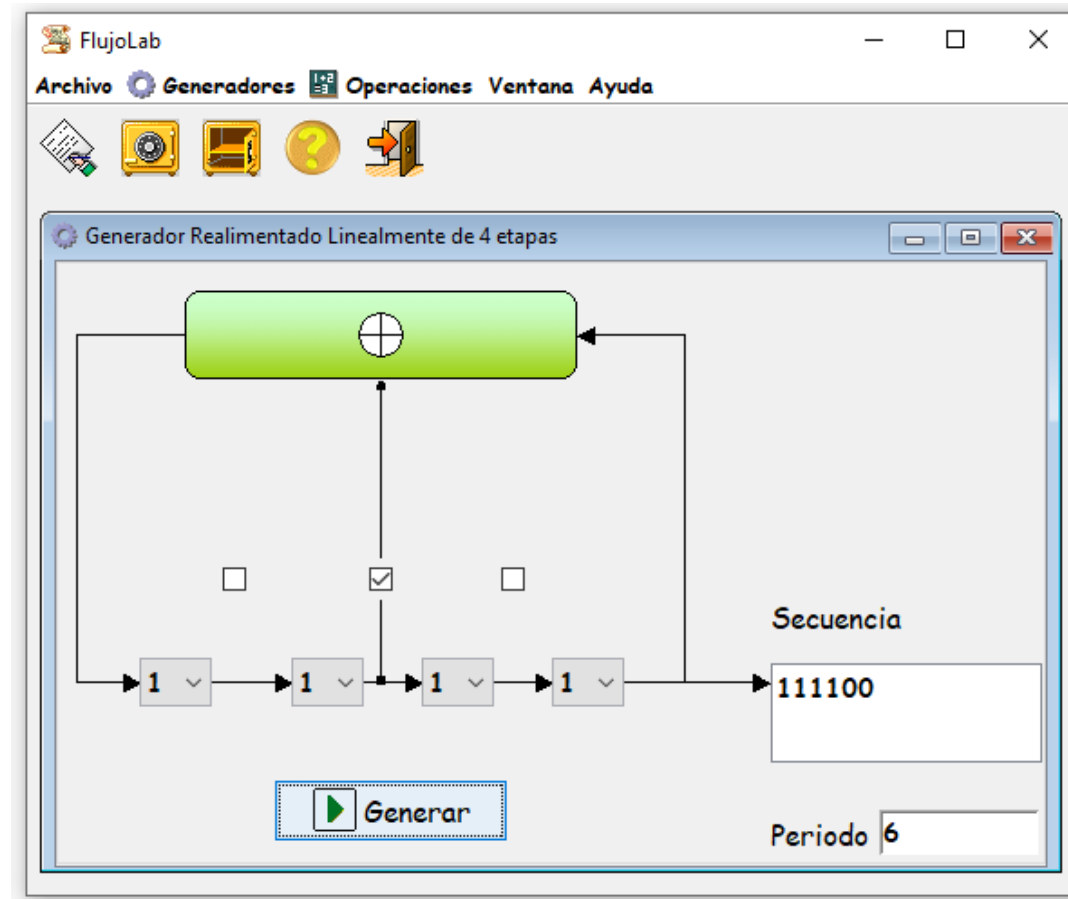 FlujoLab
Archivo Generadores Operaciones Ventana Ayuda
Generador Realimentado Linealmente de 4 etapas
Secuencia
1 1 1 1 111100
Generar
Periodo 6